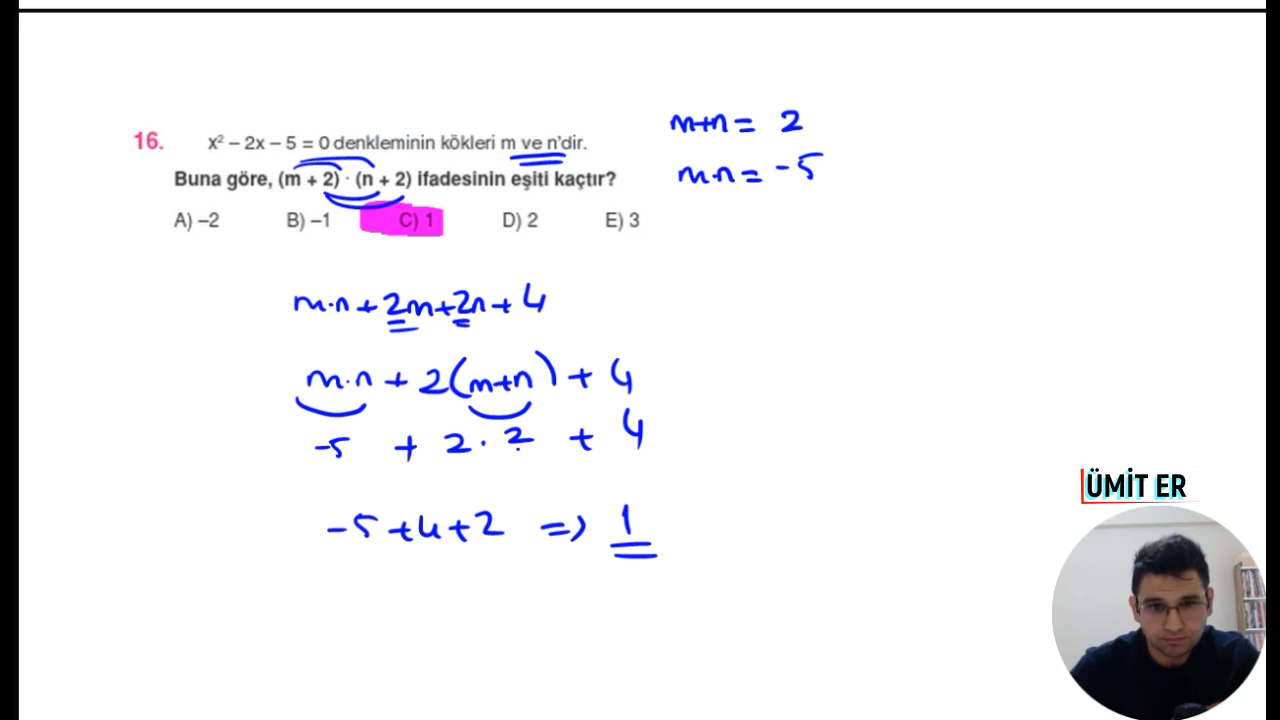 16. x² – 2x – 5 = 0 denkleminin kökleri m ve n'dir.
Buna göre, (m + 2) · (n + 2) ifadesinin eşiti kaçtır?
A) –2 B) –1 C) 1 D) 2 E) 3
m+n = 2
m·n = -5
m·n + 2m + 2n + 4
m·n + 2(m+n) + 4
-5 + 2 · 2 + 4
-5 + 4 + 2 => 1
ÜMİT ER